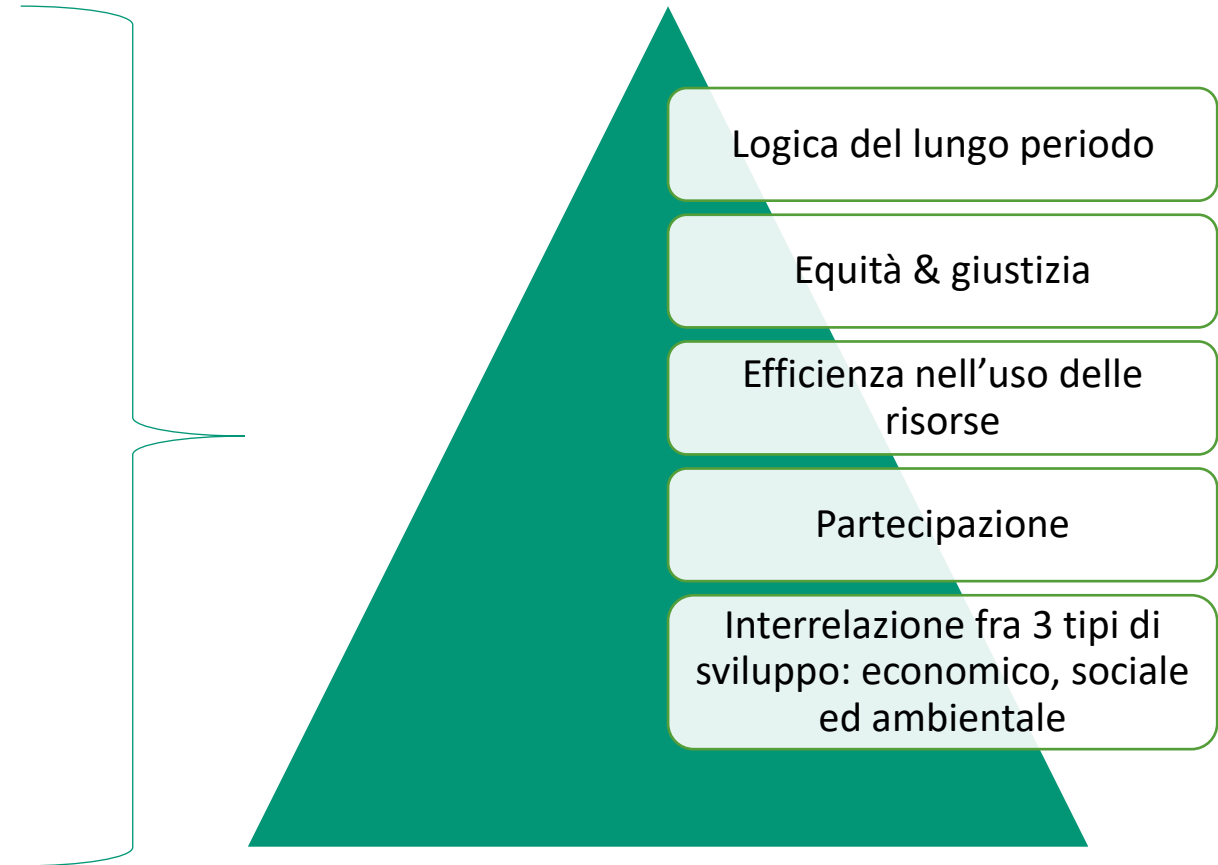 Logica del lungo periodo
Equità & giustizia
Efficienza nell’uso delle
risorse
Partecipazione
Interrelazione fra 3 tipi di
sviluppo: economico, sociale
ed ambientale